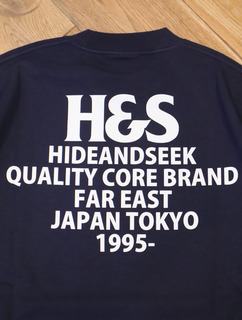 H&S
HIDEANDSEEK
QUALITY CORE BRAND
FAR EAST
JAPAN TOKYO
1995-